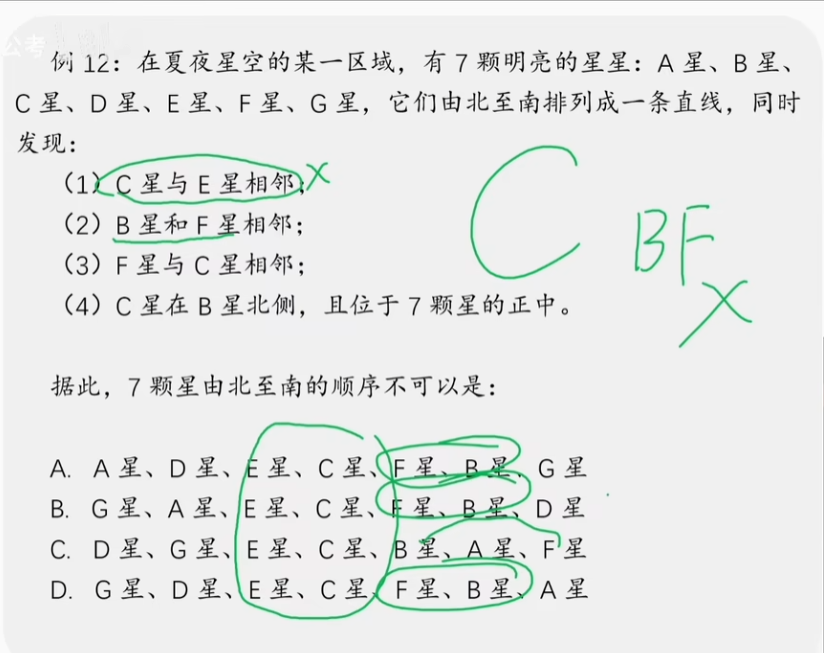 公考
例 12：在夏夜星空的某一区域，有 7 颗明亮的星星：A 星、B 星、
C 星、D 星、E 星、F 星、G 星，它们由北至南排列成一条直线，同时
发现：
（1）C 星与 E 星相邻； X
（2）B 星和 F 星相邻；
C BF
（3）F 星与 C 星相邻；
X
（4）C 星在 B 星北侧，且位于 7 颗星的正中。
据此，7 颗星由北至南的顺序不可以是：
A. A 星、D 星、E 星、C 星、F 星、B 星、G 星
B. G 星、A 星、E 星、C 星、F 星、B 星、D 星
C. D 星、G 星、E 星、C 星、B 星、A 星、F 星
D. G 星、D 星、E 星、C 星、F 星、B 星、A 星